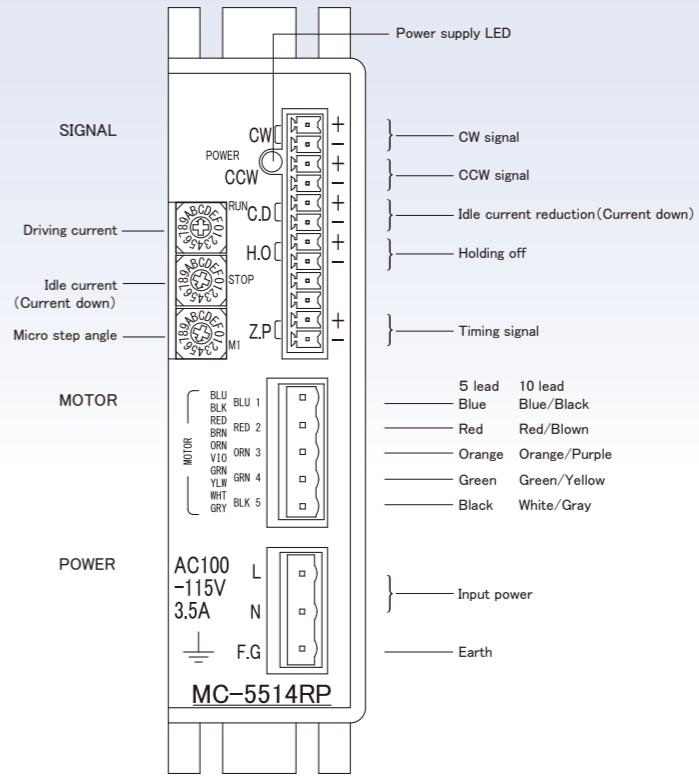 Power supply LED
SIGNAL
CW
+
−
CW signal
POWER
CCW
+
−
CCW signal
789ABCDEF0123456
RUN
C.D
+
−
Idle current reduction(Current down)
Driving current
H.O
+
−
Holding off
789ABCDEF0123456
STOP
Idle current
(Current down)
789ABCDEF0123456
M1
Micro step angle
Z.P
+
−
Timing signal
MOTOR
5 lead 10 lead
MOTOR
BLU
BLK
BLU 1
Blue Blue/Black
RED
BRN
RED 2
Red Red/Blown
ORN
VIO
ORN 3
Orange Orange/Purple
GRN
YLW
GRN 4
Green Green/Yellow
WHT
GRY
BLK 5
Black White/Gray
POWER
AC100
-115V
3.5A
L
N
Input power
F.G
Earth
MC-5514RP